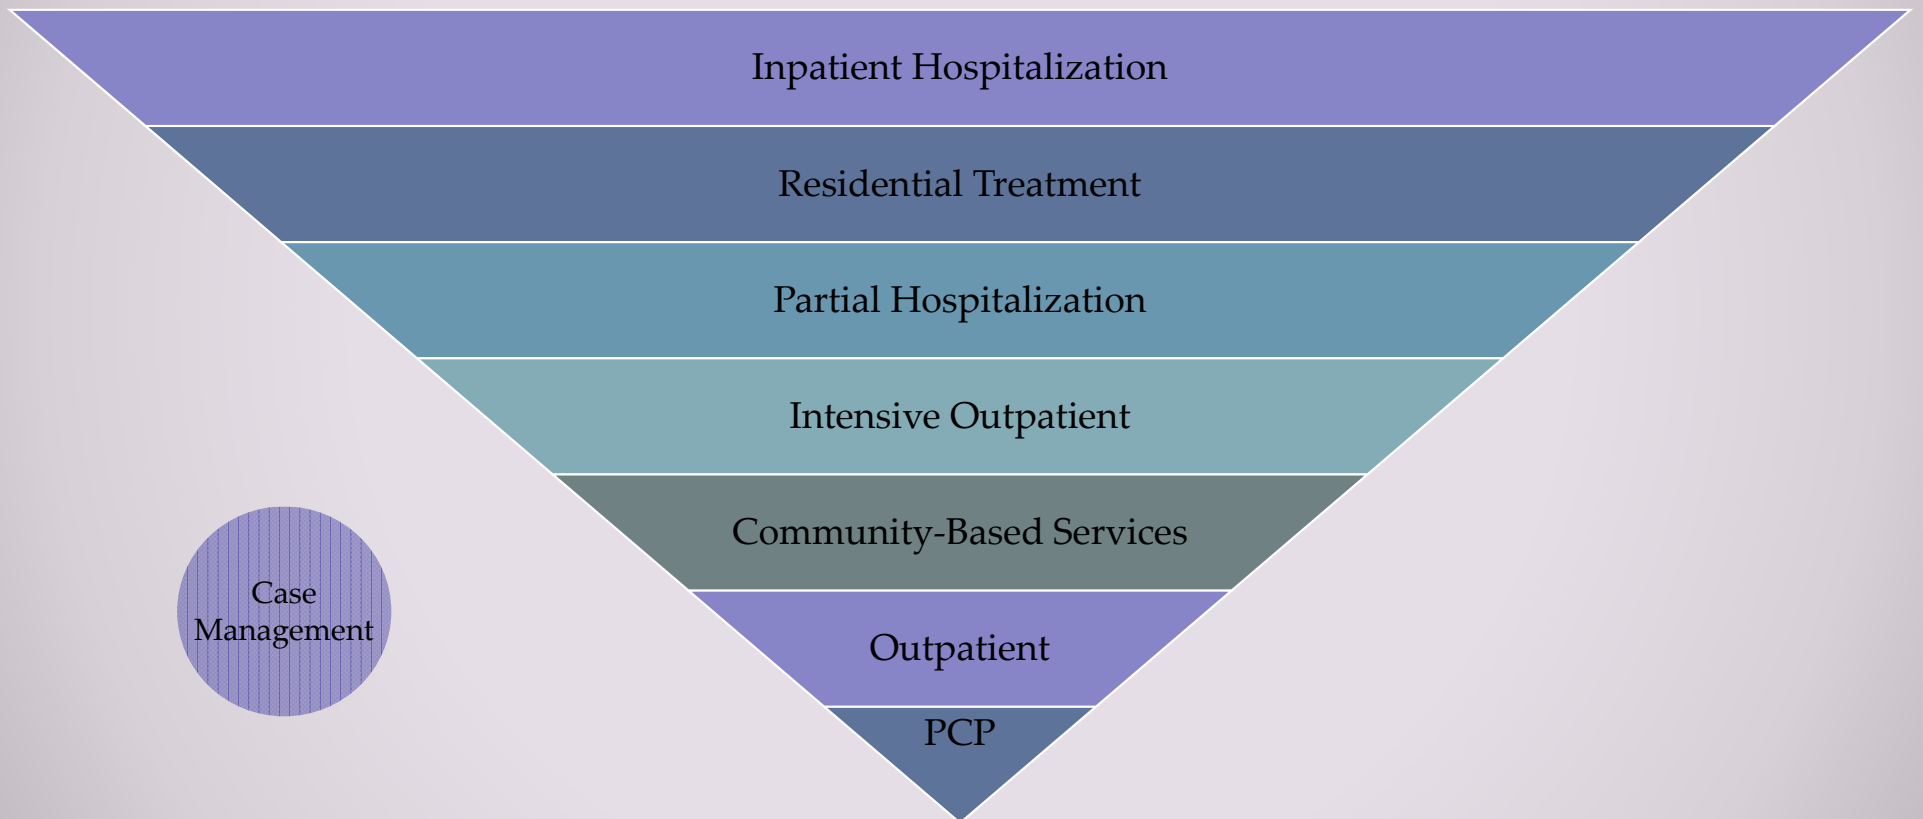 Inpatient Hospitalization
Residential Treatment
Partial Hospitalization
Intensive Outpatient
Community-Based Services
Case
Management
Outpatient
PCP